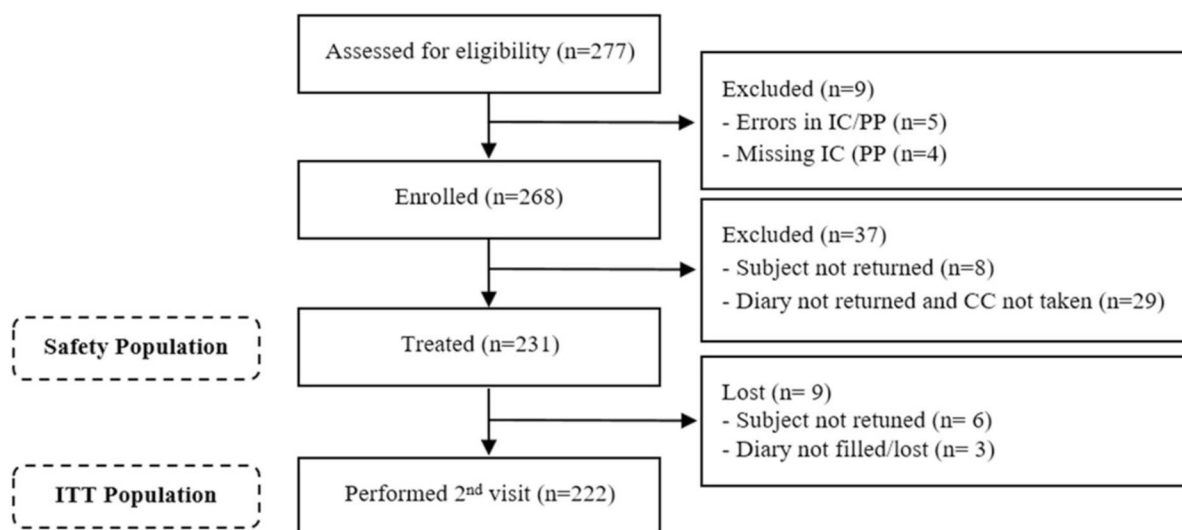 Assessed for eligibility (n=277)
Excluded (n=9)
- Errors in IC/PP (n=5)
- Missing IC (PP (n=4)
Enrolled (n=268)
Excluded (n=37)
- Subject not returned (n=8)
- Diary not returned and CC not taken (n=29)
Safety Population
Treated (n=231)
Lost (n= 9)
- Subject not retuned (n= 6)
- Diary not filled/lost (n= 3)
ITT Population
Performed 2nd visit (n=222)